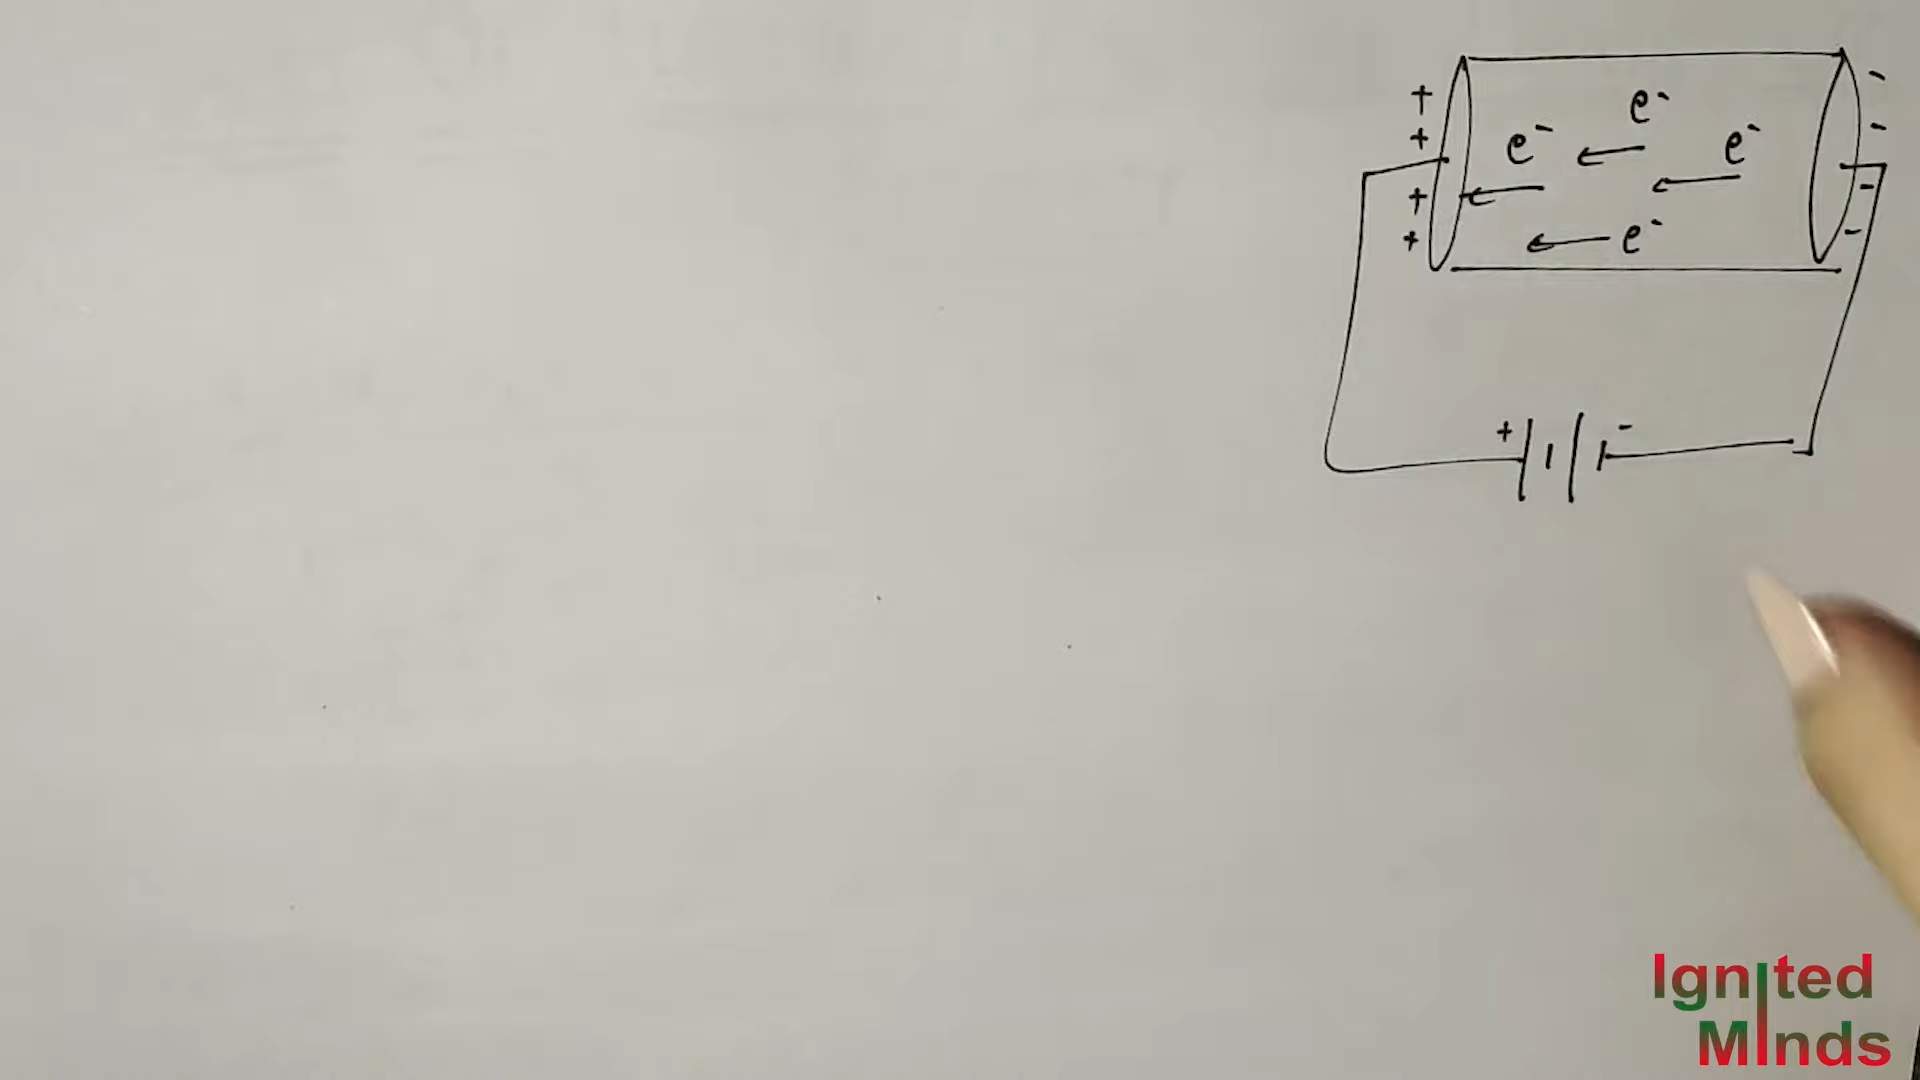 + -
+ e⁻ -
e⁻ e⁻
+ -
+ e⁻ -
+ -
Ignited
Minds